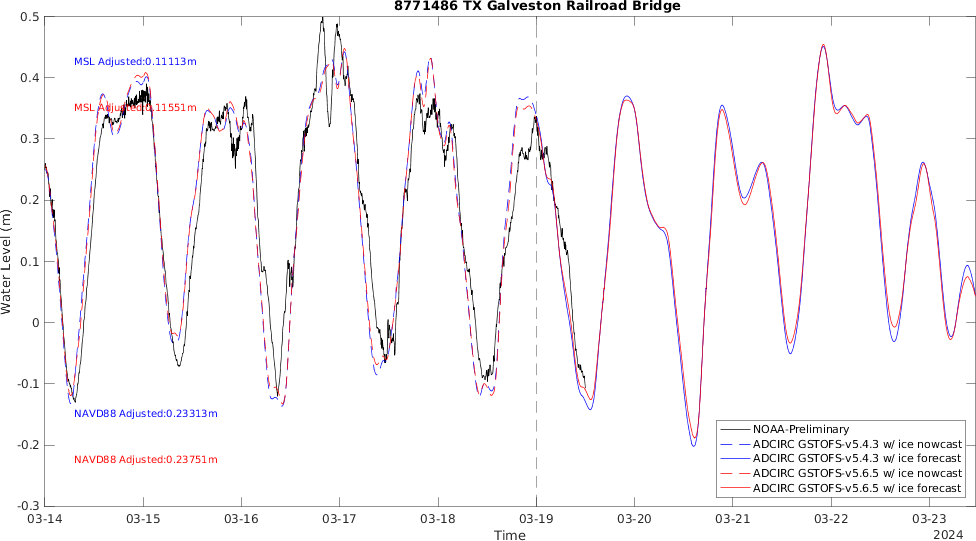 8771486 TX Galveston Railroad Bridge
0.5
0.4
0.3
0.2
0.1
0
-0.1
-0.2
-0.3
Water Level (m)
MSL Adjusted:0.11113m
MSL Adjusted:0.11551m
NAVD88 Adjusted:0.23313m
NAVD88 Adjusted:0.23751m
NOAA-Preliminary
ADCIRC GSTOFS-v5.4.3 w/ ice nowcast
ADCIRC GSTOFS-v5.4.3 w/ ice forecast
ADCIRC GSTOFS-v5.6.5 w/ ice nowcast
ADCIRC GSTOFS-v5.6.5 w/ ice forecast
03-14 03-15 03-16 03-17 03-18 03-19 03-20 03-21 03-22 03-23
Time
2024